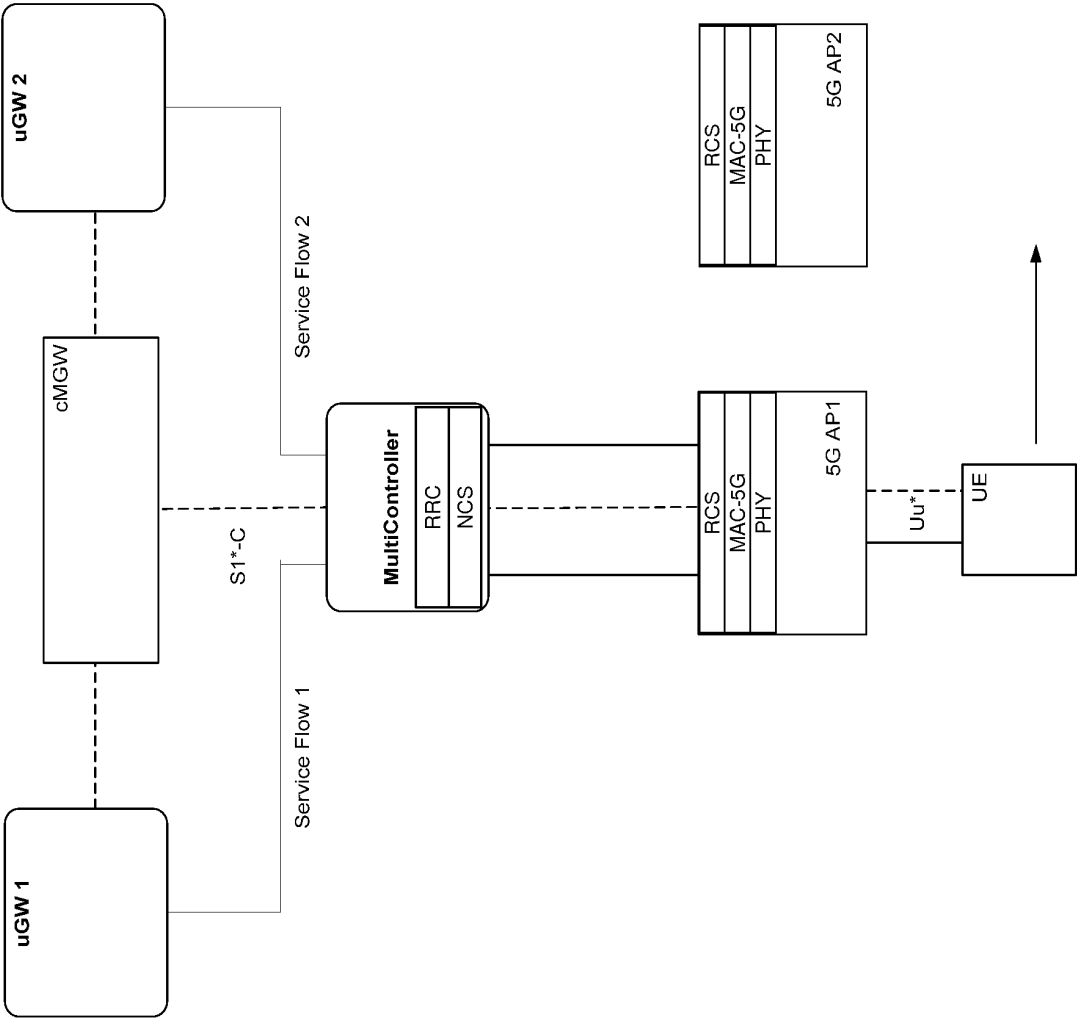 uGW 1
cMGW
uGW 2
S1*-C
Service Flow 1
Service Flow 2
MultiController
RRC
NCS
RCS
MAC-5G
PHY
5G AP1
RCS
MAC-5G
PHY
5G AP2
Uu*
UE